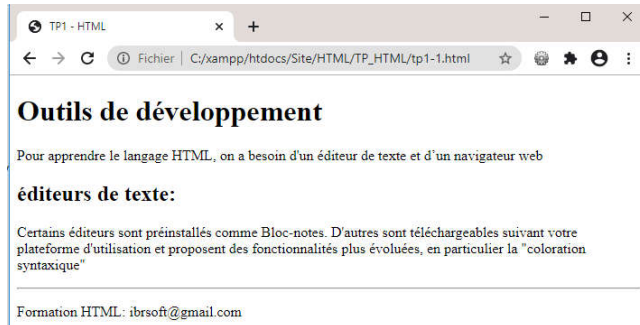 TP1 - HTML
Fichier | C:/xampp/htdocs/Site/HTML/TP_HTML/tp1-1.html
Outils de développement
Pour apprendre le langage HTML, on a besoin d'un éditeur de texte et d’un navigateur web
éditeurs de texte:
Certains éditeurs sont préinstallés comme Bloc-notes. D'autres sont téléchargeables suivant votre
plateforme d'utilisation et proposent des fonctionnalités plus évoluées, en particulier la "coloration
syntaxique"
Formation HTML: ibrsoft@gmail.com